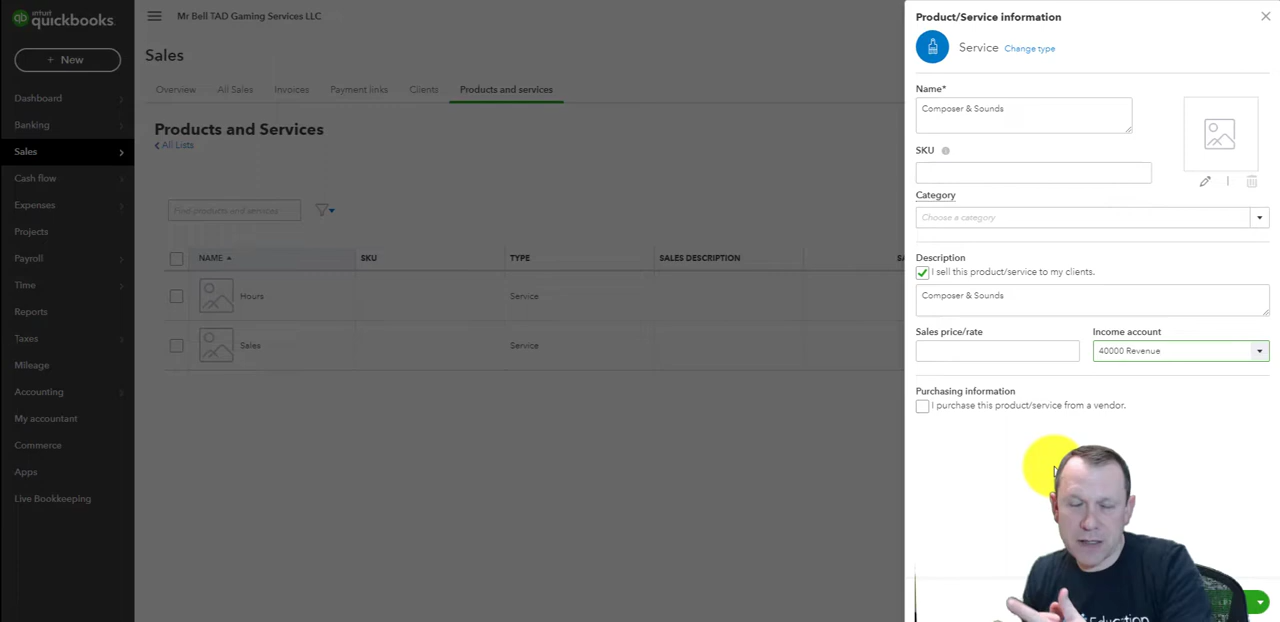 intuit
quickbooks.
Mr Bell TAD Gaming Services LLC
+ New
Dashboard
Banking
Sales
Cash flow
Expenses
Projects
Payroll
Time
Reports
Taxes
Mileage
Accounting
My accountant
Commerce
Apps
Live Bookkeeping
Sales
Overview
All Sales
Invoices
Payment links
Clients
Products and services
Products and Services
All Lists
Find products and services
NAME
SKU
TYPE
SALES DESCRIPTION
SA
Hours
Service
Sales
Service
Product/Service information
Service Change type
Name*
Composer & Sounds
SKU
Category
Choose a category
Description
I sell this product/service to my clients.
Composer & Sounds
Sales price/rate
Income account
40000 Revenue
Purchasing information
I purchase this product/service from a vendor.
Education